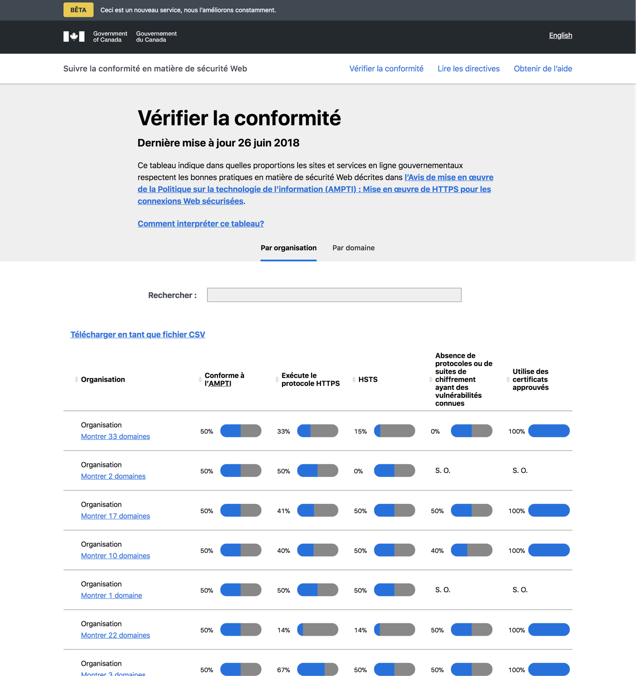 BÊTA
Ceci est un nouveau service, nous l'améliorons constamment.
Government of Canada
Gouvernement du Canada
English
Suivre la conformité en matière de sécurité Web
Vérifier la conformité
Lire les directives
Obtenir de l'aide
Vérifier la conformité
Dernière mise à jour 26 juin 2018
Ce tableau indique dans quelles proportions les sites et services en ligne gouvernementaux
respectent les bonnes pratiques en matière de sécurité Web décrites dans l'Avis de mise en œuvre
de la Politique sur la technologie de l'information (AMPTI) : Mise en œuvre de HTTPS pour les
connexions Web sécurisées.
Comment interpréter ce tableau?
Par organisation
Par domaine
Rechercher :
Télécharger en tant que fichier CSV
Organisation
Conforme à
l'AMPTI
Exécute le
protocole HTTPS
HSTS
Absence de
protocoles ou de
suites de
chiffrement
ayant des
vulnérabilités
connues
Utilise des
certificats
approuvés
Organisation
Montrer 33 domaines
50% 33% 15% 0% 100%
Organisation
Montrer 2 domaines
50% 50% 0% S. O. S. O.
Organisation
Montrer 17 domaines
50% 41% 50% 50% 100%
Organisation
Montrer 10 domaines
50% 40% 50% 40% 100%
Organisation
Montrer 1 domaine
50% 50% 50% S. O. S. O.
Organisation
Montrer 22 domaines
50% 14% 14% 50% 100%
Organisation
Montrer 3 domaines
50% 67% 50% 50% 100%